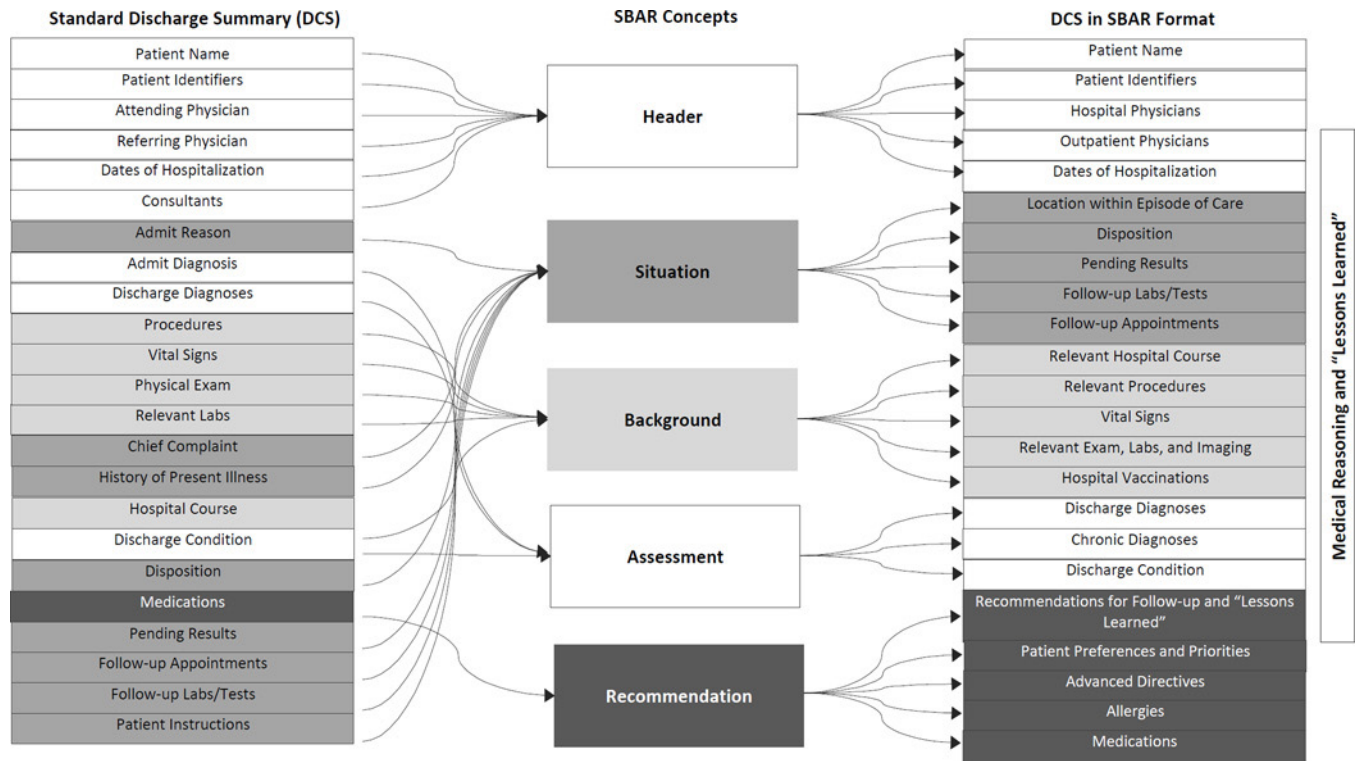 Standard Discharge Summary (DCS)
Patient Name
Patient Identifiers
Attending Physician
Referring Physician
Dates of Hospitalization
Consultants
Admit Reason
Admit Diagnosis
Discharge Diagnoses
Procedures
Vital Signs
Physical Exam
Relevant Labs
Chief Complaint
History of Present Illness
Hospital Course
Discharge Condition
Disposition
Medications
Pending Results
Follow-up Appointments
Follow-up Labs/Tests
Patient Instructions
SBAR Concepts
Header
Situation
Background
Assessment
Recommendation
DCS in SBAR Format
Patient Name
Patient Identifiers
Hospital Physicians
Outpatient Physicians
Dates of Hospitalization
Location within Episode of Care
Disposition
Pending Results
Follow-up Labs/Tests
Follow-up Appointments
Relevant Hospital Course
Relevant Procedures
Vital Signs
Relevant Exam, Labs, and Imaging
Hospital Vaccinations
Discharge Diagnoses
Chronic Diagnoses
Discharge Condition
Recommendations for Follow-up and “Lessons
Learned”
Patient Preferences and Priorities
Advanced Directives
Allergies
Medications
Medical Reasoning and “Lessons Learned”